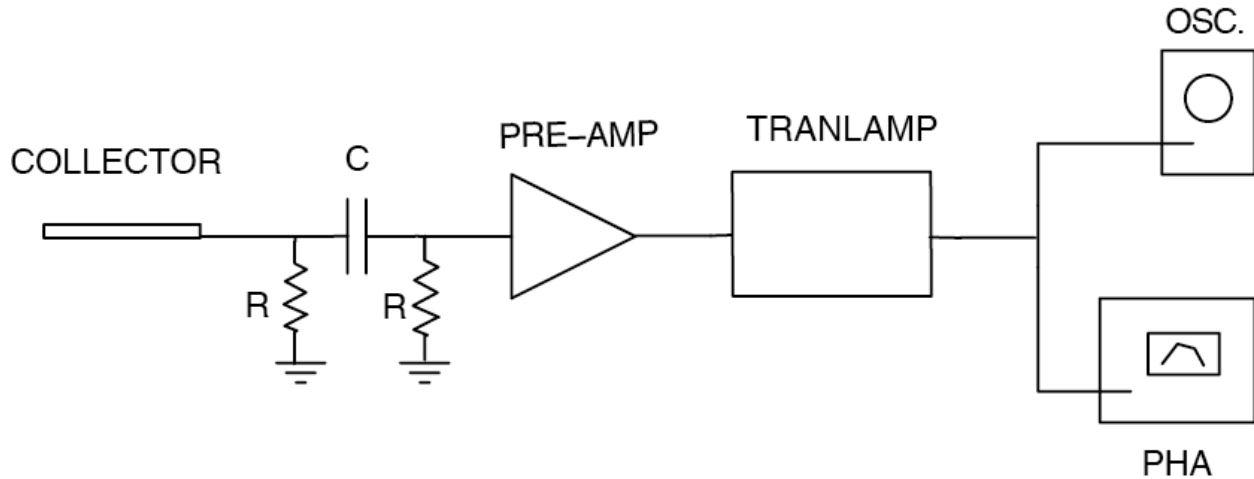 OSC.
PRE–AMP
TRANLAMP
COLLECTOR
C
R
R
PHA